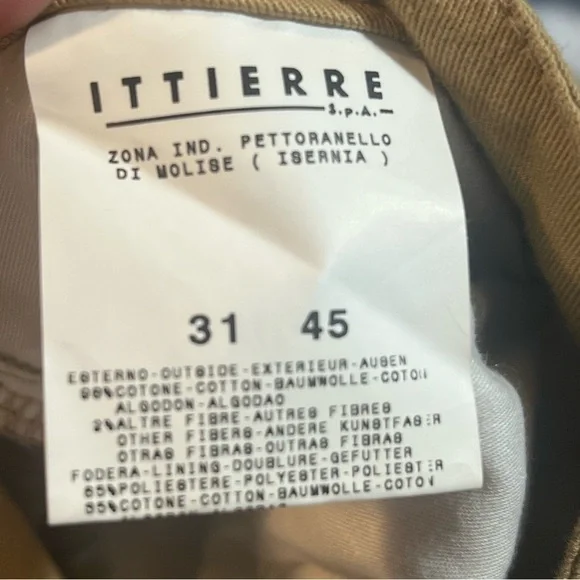 ITTIERRE
S.p.A.
ZONA IND. PETTORANELLO
DI MOLISE ( ISERNIA )
31 45
ESTERNO-OUTSIDE-EXTERIEUR-AUSEN
98%COTONE-COTTON-BAUMWOLLE-COTON
ALGODON-ALGODAO
2%ALTRE FIBRE-AUTRES FIBRES
OTHER FIBERS-ANDERE KUNSTFASER
OTRAS FIBRAS-OUTRAS FIBRAS
FODERA-LINING-DOUBLURE-GEFUTTER
65%POLIESTERE-POLYESTER-POLIESTER
35%COTONE-COTTON-BAUMWOLLE-COTON